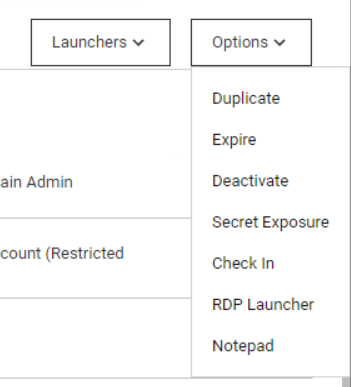 Launchers
Options
Duplicate
Expire
ain Admin
Deactivate
Secret Exposure
count (Restricted
Check In
RDP Launcher
Notepad